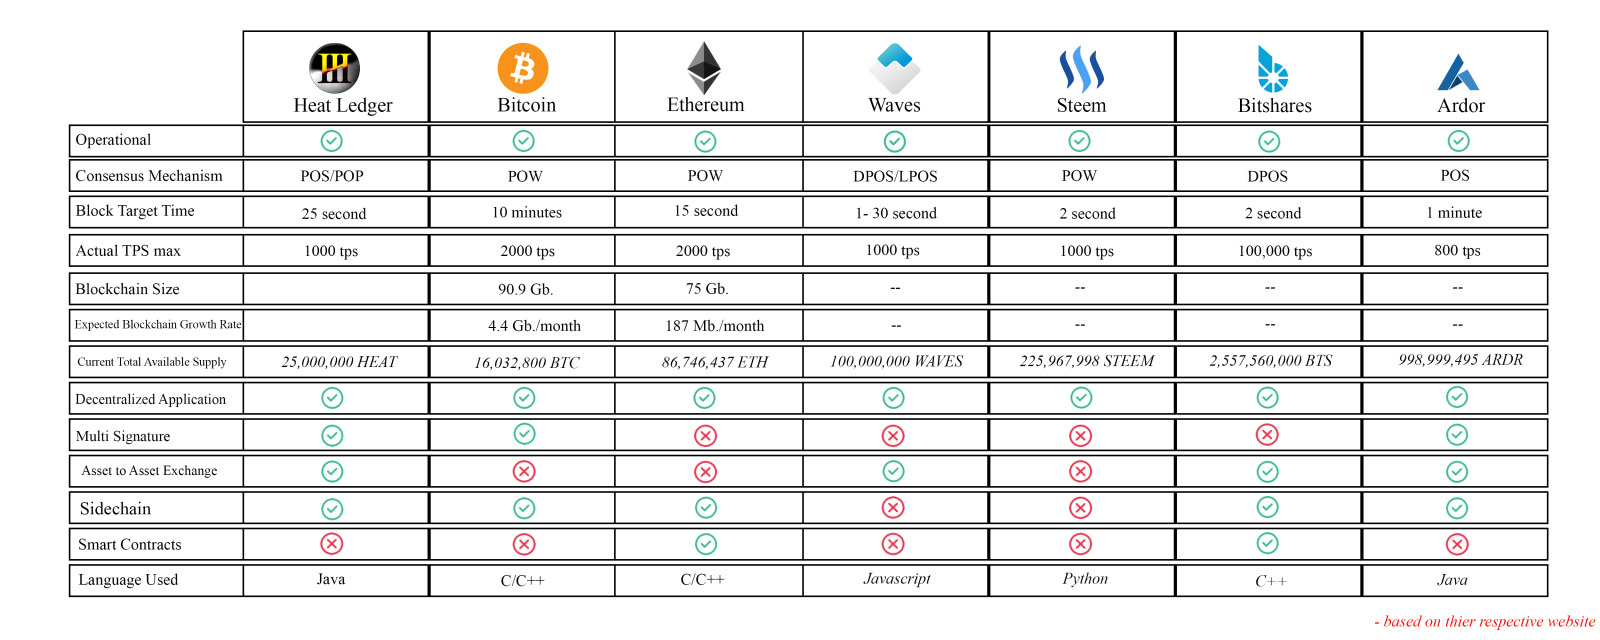 Heat Ledger Bitcoin Ethereum Waves Steem Bitshares Ardor
Operational
Consensus Mechanism POS/POP POW POW DPOS/LPOS POW DPOS POS
Block Target Time 25 second 10 minutes 15 second 1- 30 second 2 second 2 second 1 minute
Actual TPS max 1000 tps 2000 tps 2000 tps 1000 tps 1000 tps 100,000 tps 800 tps
Blockchain Size 90.9 Gb. 75 Gb. -- -- -- --
Expected Blockchain Growth Rate 4.4 Gb./month 187 Mb./month -- -- -- --
Current Total Available Supply 25,000,000 HEAT 16,032,800 BTC 86,746,437 ETH 100,000,000 WAVES 225,967,998 STEEM 2,557,560,000 BTS 998,999,495 ARDR
Decentralized Application
Multi Signature
Asset to Asset Exchange
Sidechain
Smart Contracts
Language Used Java C/C++ C/C++ Javascript Python C++ Java
- based on thier respective website